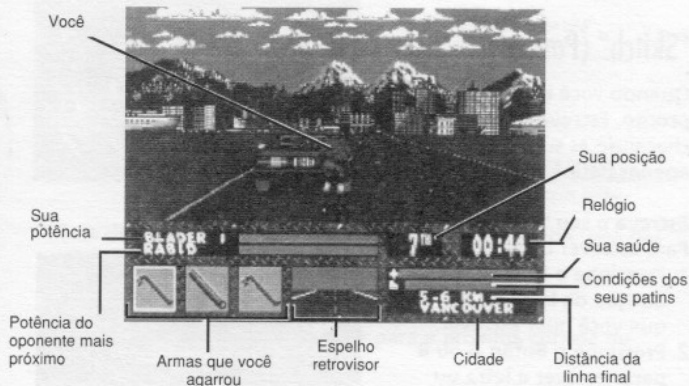 Você
Sua posição
Relógio
Sua
potência
BLADER 1
RABID
7TH
00:44
Sua saúde
Condições dos
seus patins
5.6 KM
VANCOUVER
Potência do
oponente mais
próximo
Armas que você
agarrou
Espelho
retrovisor
Cidade
Distância da
linha final